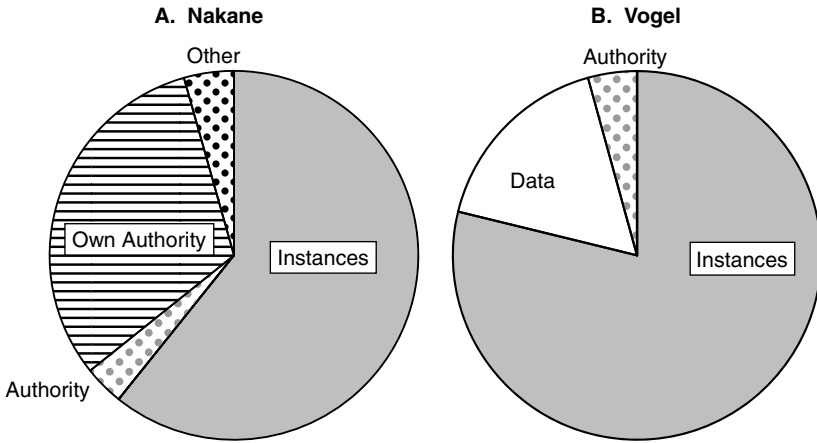 A. Nakane
Other
Own Authority
Instances
Authority
B. Vogel
Authority
Data
Instances